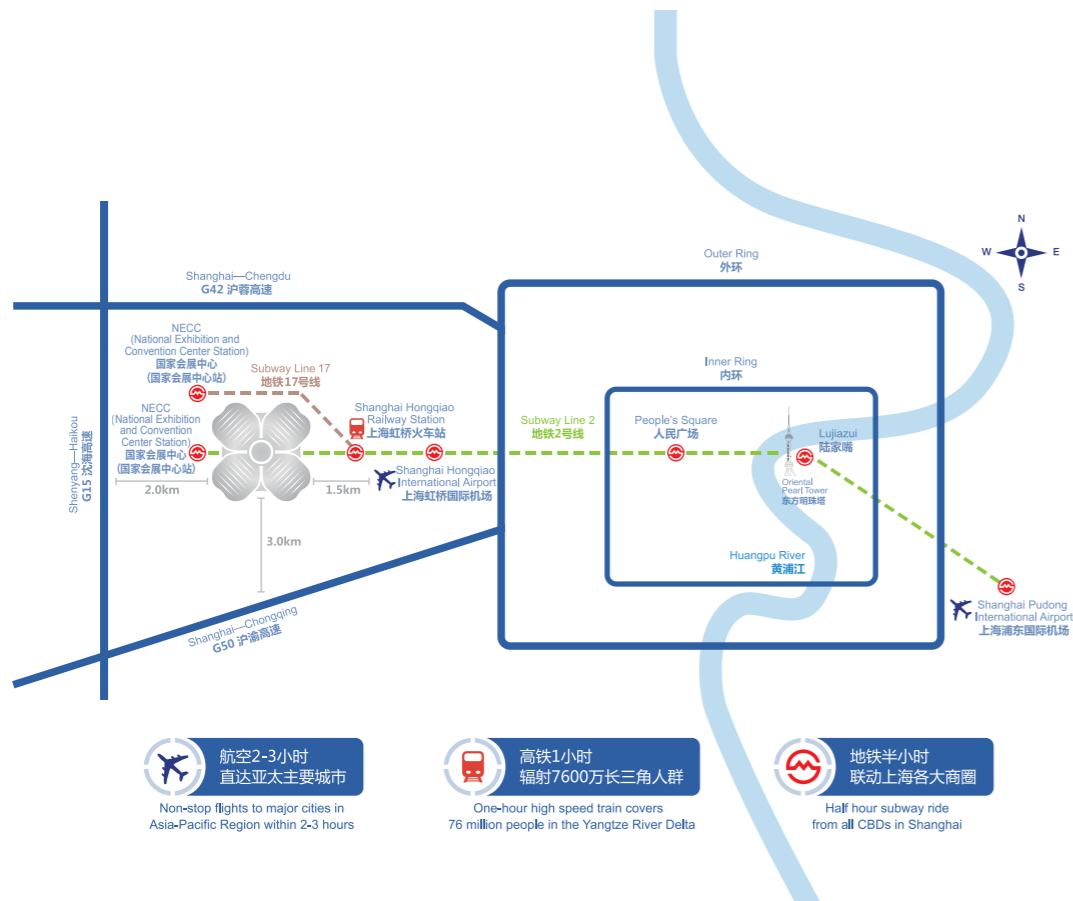 N
W
E
S
Outer Ring
外环
Shanghai—Chengdu
G42 沪蓉高速
NECC
(National Exhibition and
Convention Center Station)
国家会展中心
（国家会展中心站）
Subway Line 17
地铁17号线
Inner Ring
内环
NECC
(National Exhibition
and Convention
Center Station)
国家会展中心
（国家会展中心站）
Shanghai Hongqiao
Railway Station
上海虹桥火车站
Subway Line 2
地铁2号线
People's Square
人民广场
Lujiazui
陆家嘴
Shenyang—Haikou
G15 沈海高速
2.0km
1.5km
Shanghai Hongqiao
International Airport
上海虹桥国际机场
Oriental
Pearl Tower
东方明珠塔
3.0km
Huangpu River
黄浦江
Shanghai—Chongqing
G50 沪渝高速
Shanghai Pudong
International Airport
上海浦东国际机场
航空2-3小时
直达亚太主要城市
Non-stop flights to major cities in
Asia-Pacific Region within 2-3 hours
高铁1小时
辐射7600万长三角人群
One-hour high speed train covers
76 million people in the Yangtze River Delta
地铁半小时
联动上海各大商圈
Half hour subway ride
from all CBDs in Shanghai